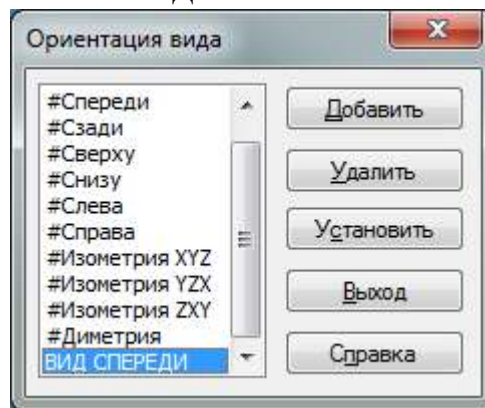 Ориентация вида
#Спереди
#Сзади
#Сверху
#Снизу
#Слева
#Справа
#Изометрия XYZ
#Изометрия YZX
#Изометрия ZXY
#Диметрия
ВИД СПЕРЕДИ
Добавить
Удалить
Установить
Выход
Справка